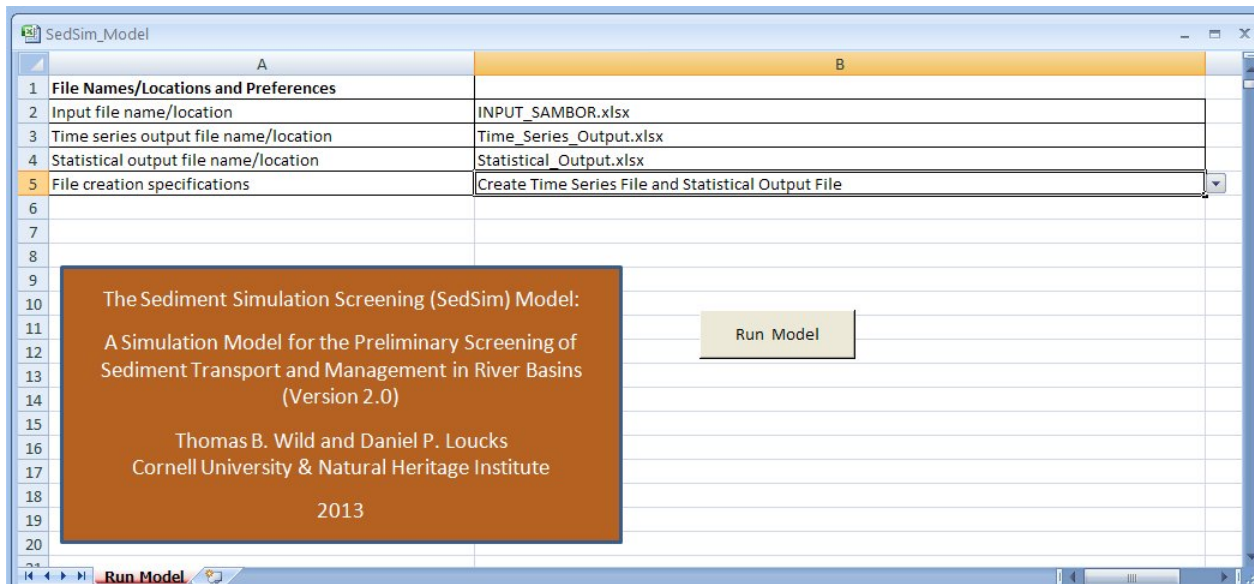 SedSim_Model
A B
1 File Names/Locations and Preferences
2 Input file name/location INPUT_SAMBOR.xlsx
3 Time series output file name/location Time_Series_Output.xlsx
4 Statistical output file name/location Statistical_Output.xlsx
5 File creation specifications Create Time Series File and Statistical Output File
6
7
8
9
10
11
12
13
14
15
16
17
18
19
20
21
The Sediment Simulation Screening (SedSim) Model:
A Simulation Model for the Preliminary Screening of
Sediment Transport and Management in River Basins
(Version 2.0)
Thomas B. Wild and Daniel P. Loucks
Cornell University & Natural Heritage Institute
2013
Run Model
Run Model